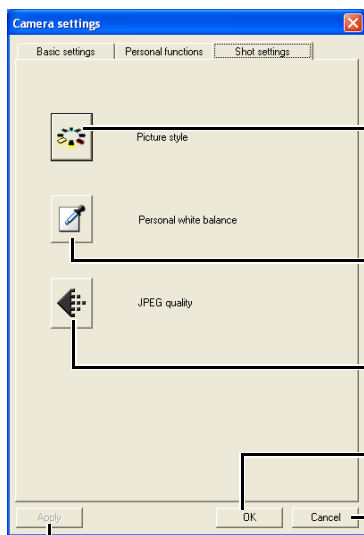 Camera settings
Basic settings Personal functions Shot settings
Picture style
Personal white balance
JPEG quality
Apply OK Cancel